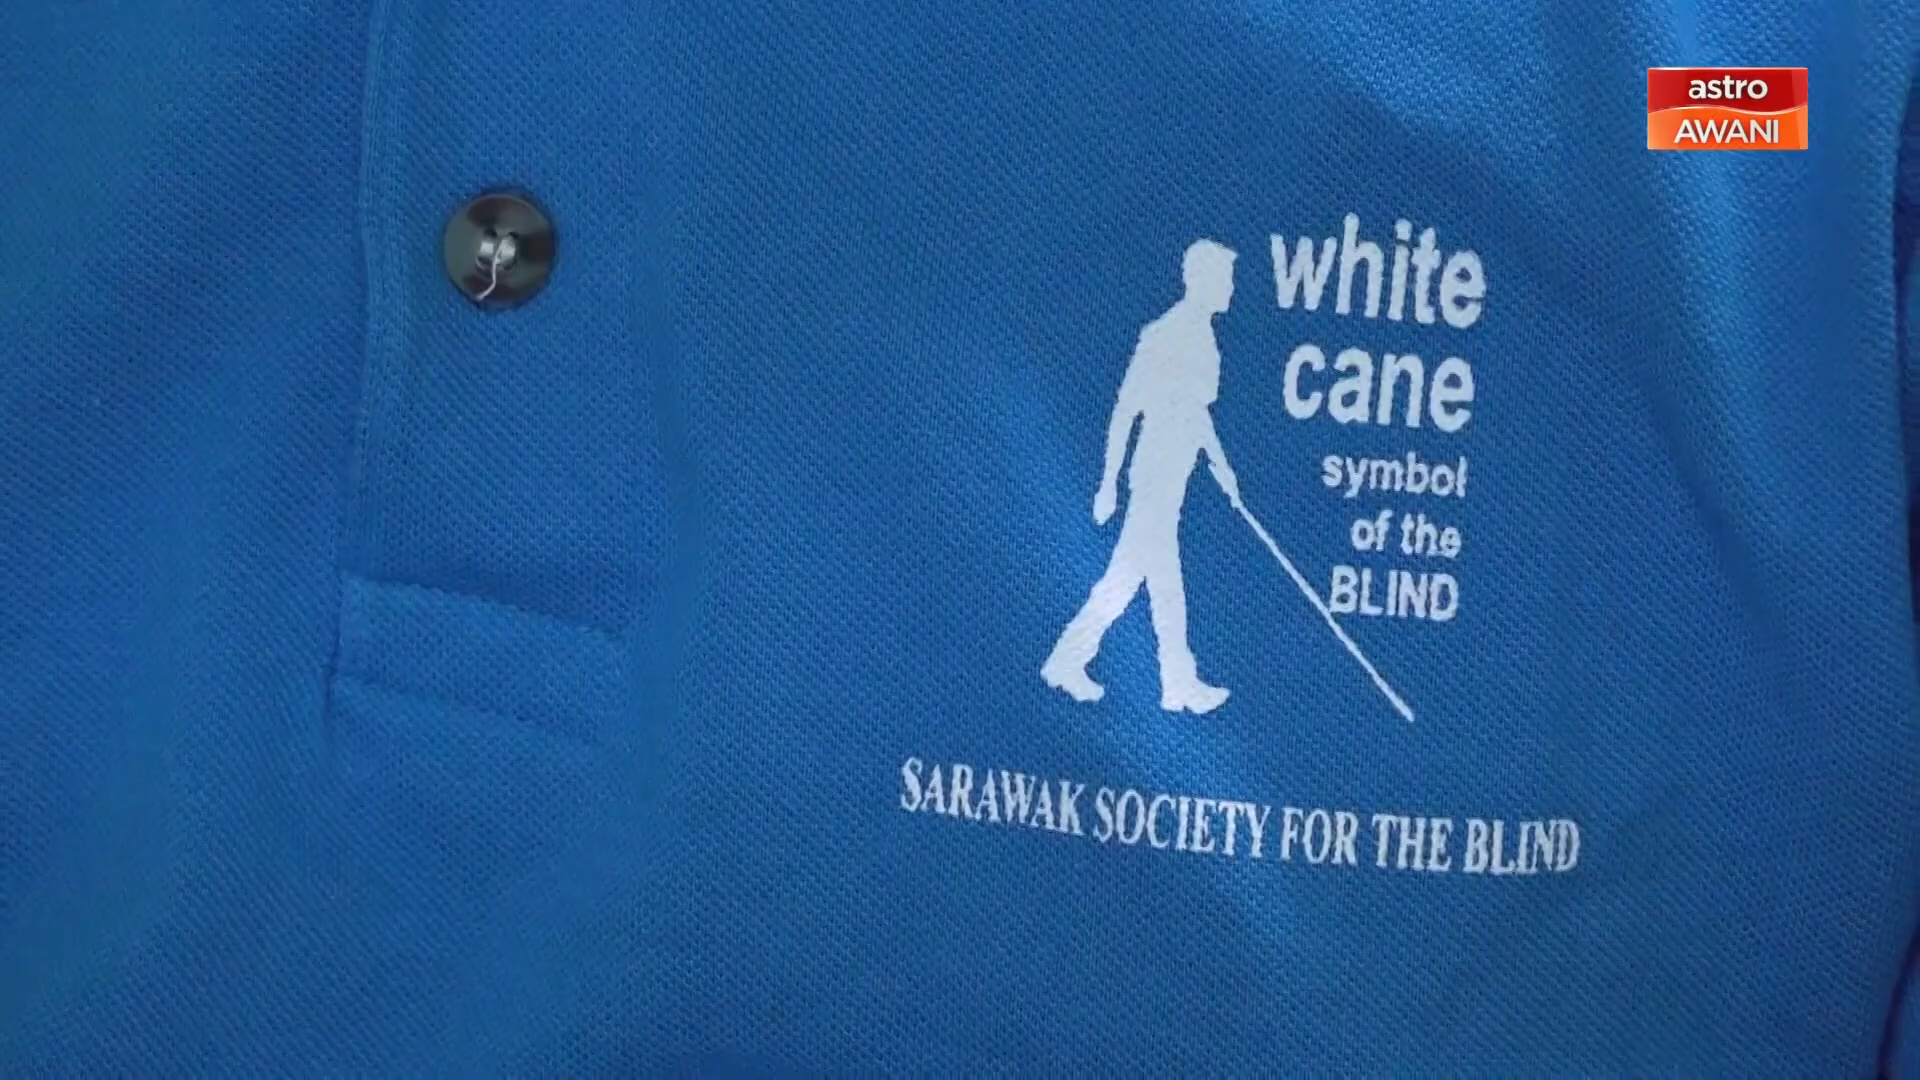 astro
AWANI
white
cane
symbol
of the
BLIND
SARAWAK SOCIETY FOR THE BLIND